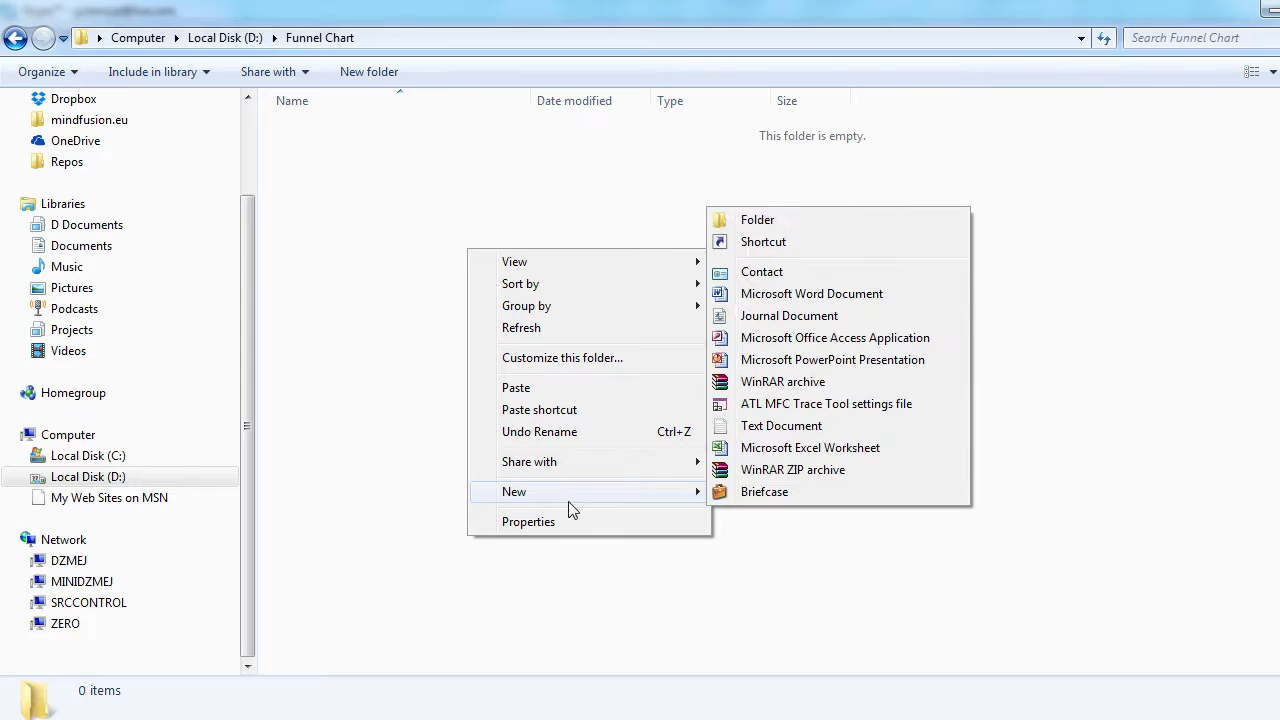 Computer Local Disk (D:) Funnel Chart Search Funnel Chart
Organize Include in library Share with New folder
Name Date modified Type Size
This folder is empty.
Dropbox
mindfusion.eu
OneDrive
Repos
Libraries
D Documents
Documents
Music
Pictures
Podcasts
Projects
Videos
Homegroup
Computer
Local Disk (C:)
Local Disk (D:)
My Web Sites on MSN
Network
DZMEJ
MINIDZMEJ
SRCCONTROL
ZERO
View
Sort by
Group by
Refresh
Customize this folder...
Paste
Paste shortcut
Undo Rename Ctrl+Z
Share with
New
Properties
Folder
Shortcut
Contact
Microsoft Word Document
Journal Document
Microsoft Office Access Application
Microsoft PowerPoint Presentation
WinRAR archive
ATL MFC Trace Tool settings file
Text Document
Microsoft Excel Worksheet
WinRAR ZIP archive
Briefcase
0 items